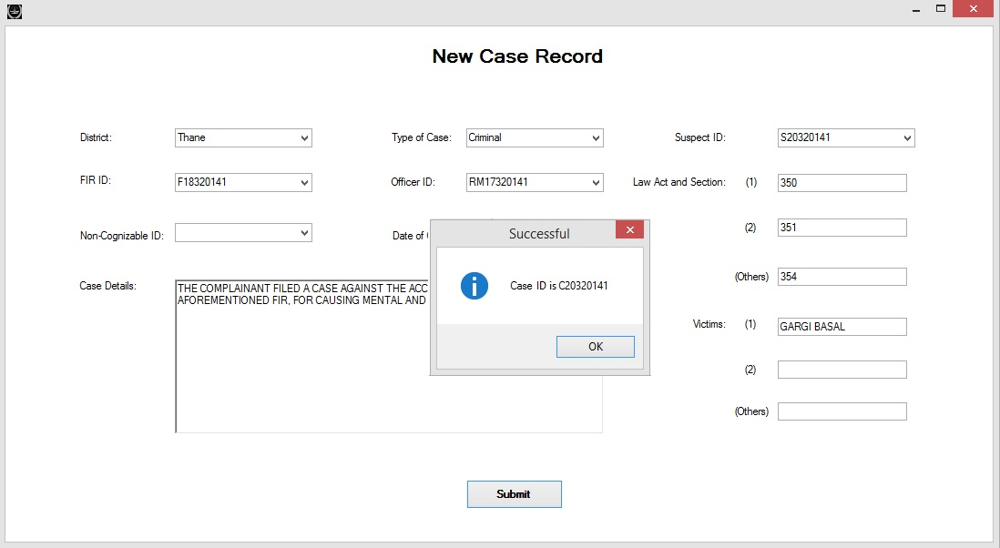 New Case Record
District: Thane Type of Case: Criminal Suspect ID: S20320141
FIR ID: F18320141 Officer ID: RM17320141 Law Act and Section: (1) 350
(2) 351
Non-Cognizable ID: Date of
Successful
Case ID is C20320141
OK
(Others) 354
Case Details: THE COMPLAINANT FILED A CASE AGAINST THE ACC
AFOREMENTIONED FIR, FOR CAUSING MENTAL AND
Victims: (1) GARGI BASAL
(2)
(Others)
Submit